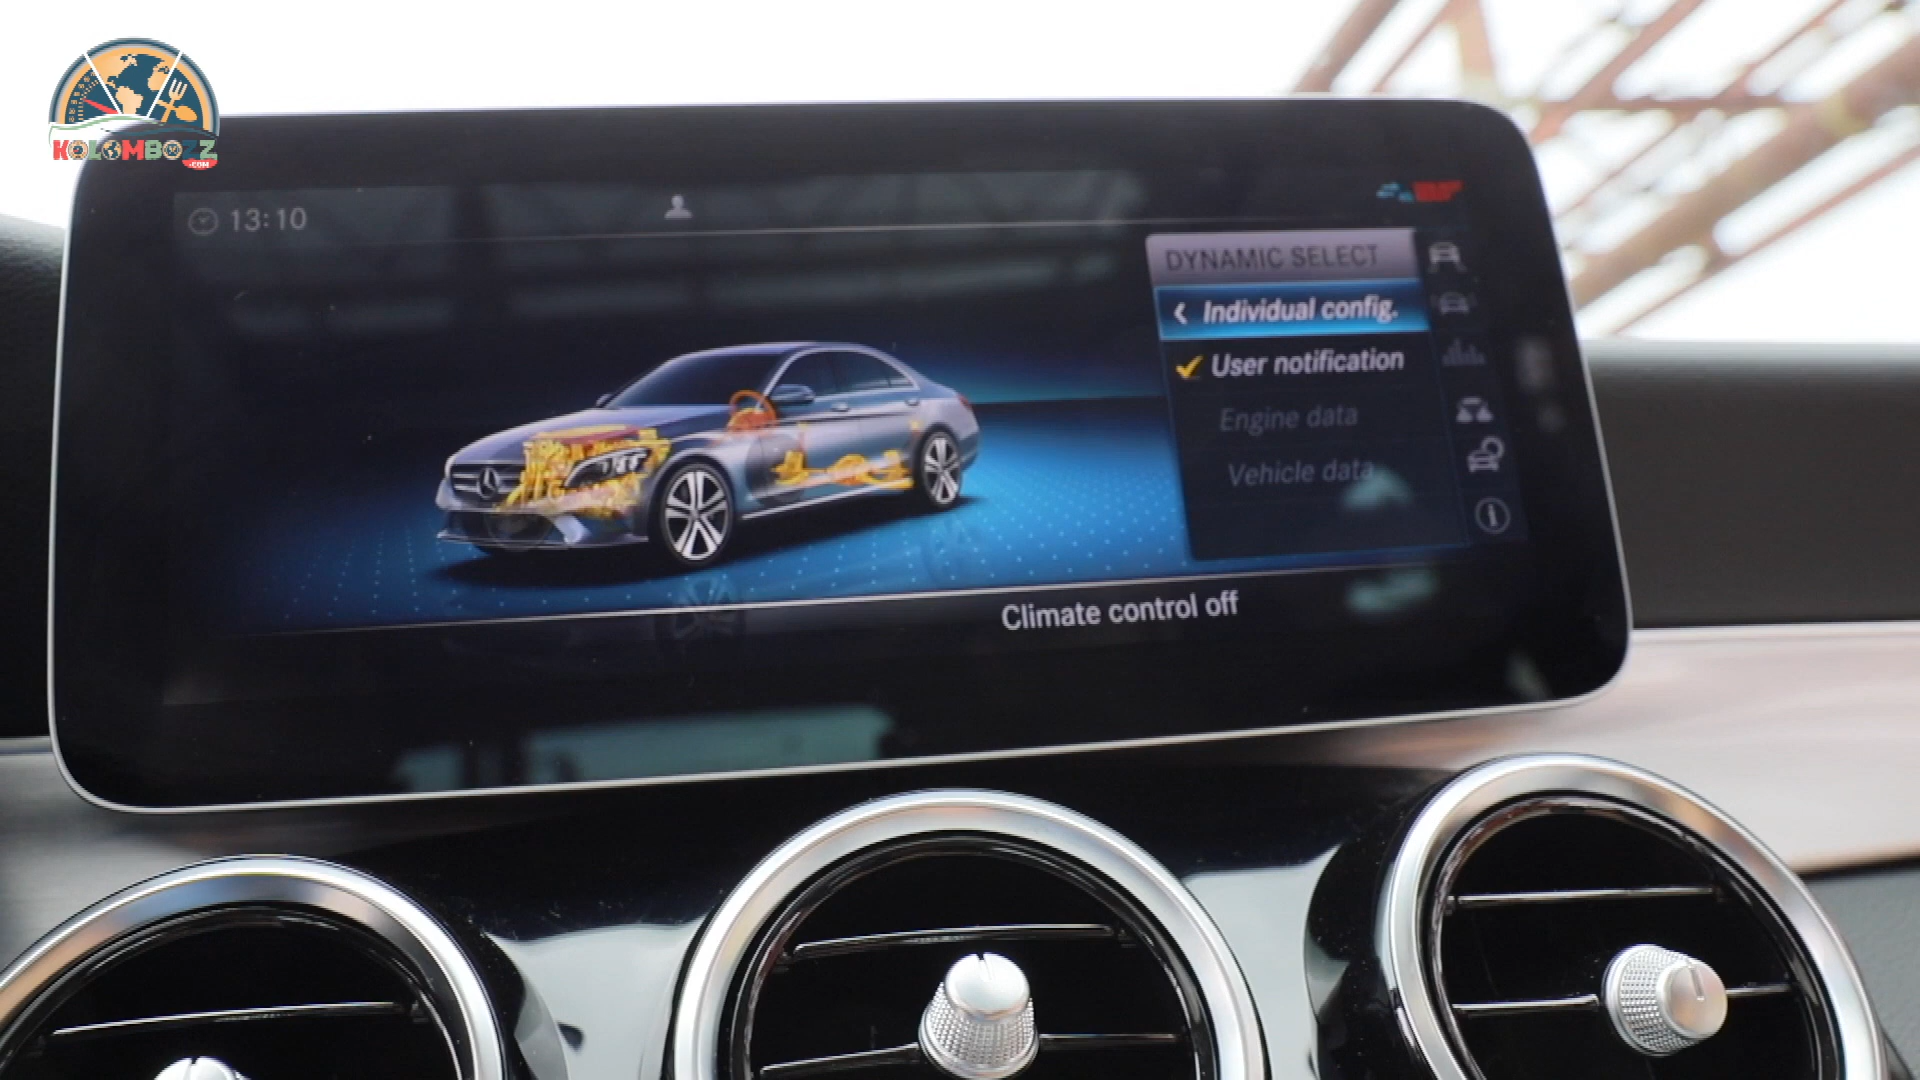 KOLOMBOZZ
.COM
13:10
DYNAMIC SELECT
Individual config.
User notification
Engine data
Vehicle data
Climate control off